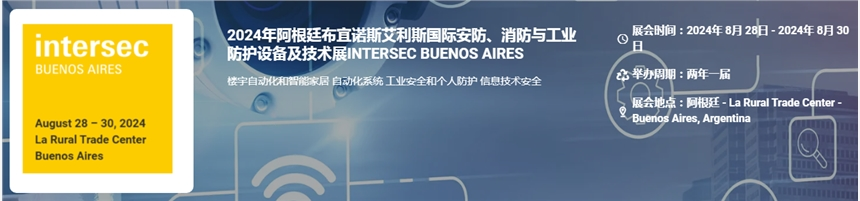 intersec
BUENOS AIRES
August 28 – 30, 2024
La Rural Trade Center
Buenos Aires
2024年阿根廷布宜诺斯艾利斯国际安防、消防与工业
防护设备及技术展INTERSEC BUENOS AIRES
楼宇自动化和智能家居 自动化系统 工业安全和个人防护 信息技术安全
展会时间：2024年 8月 28日 - 2024年 8月 30
日
举办周期：两年一届
展会地点：阿根廷 - La Rural Trade Center -
Buenos Aires, Argentina